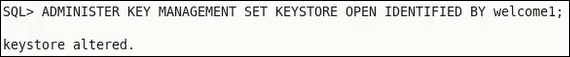 SQL> ADMINISTER KEY MANAGEMENT SET KEYSTORE OPEN IDENTIFIED BY welcome1;
keystore altered.